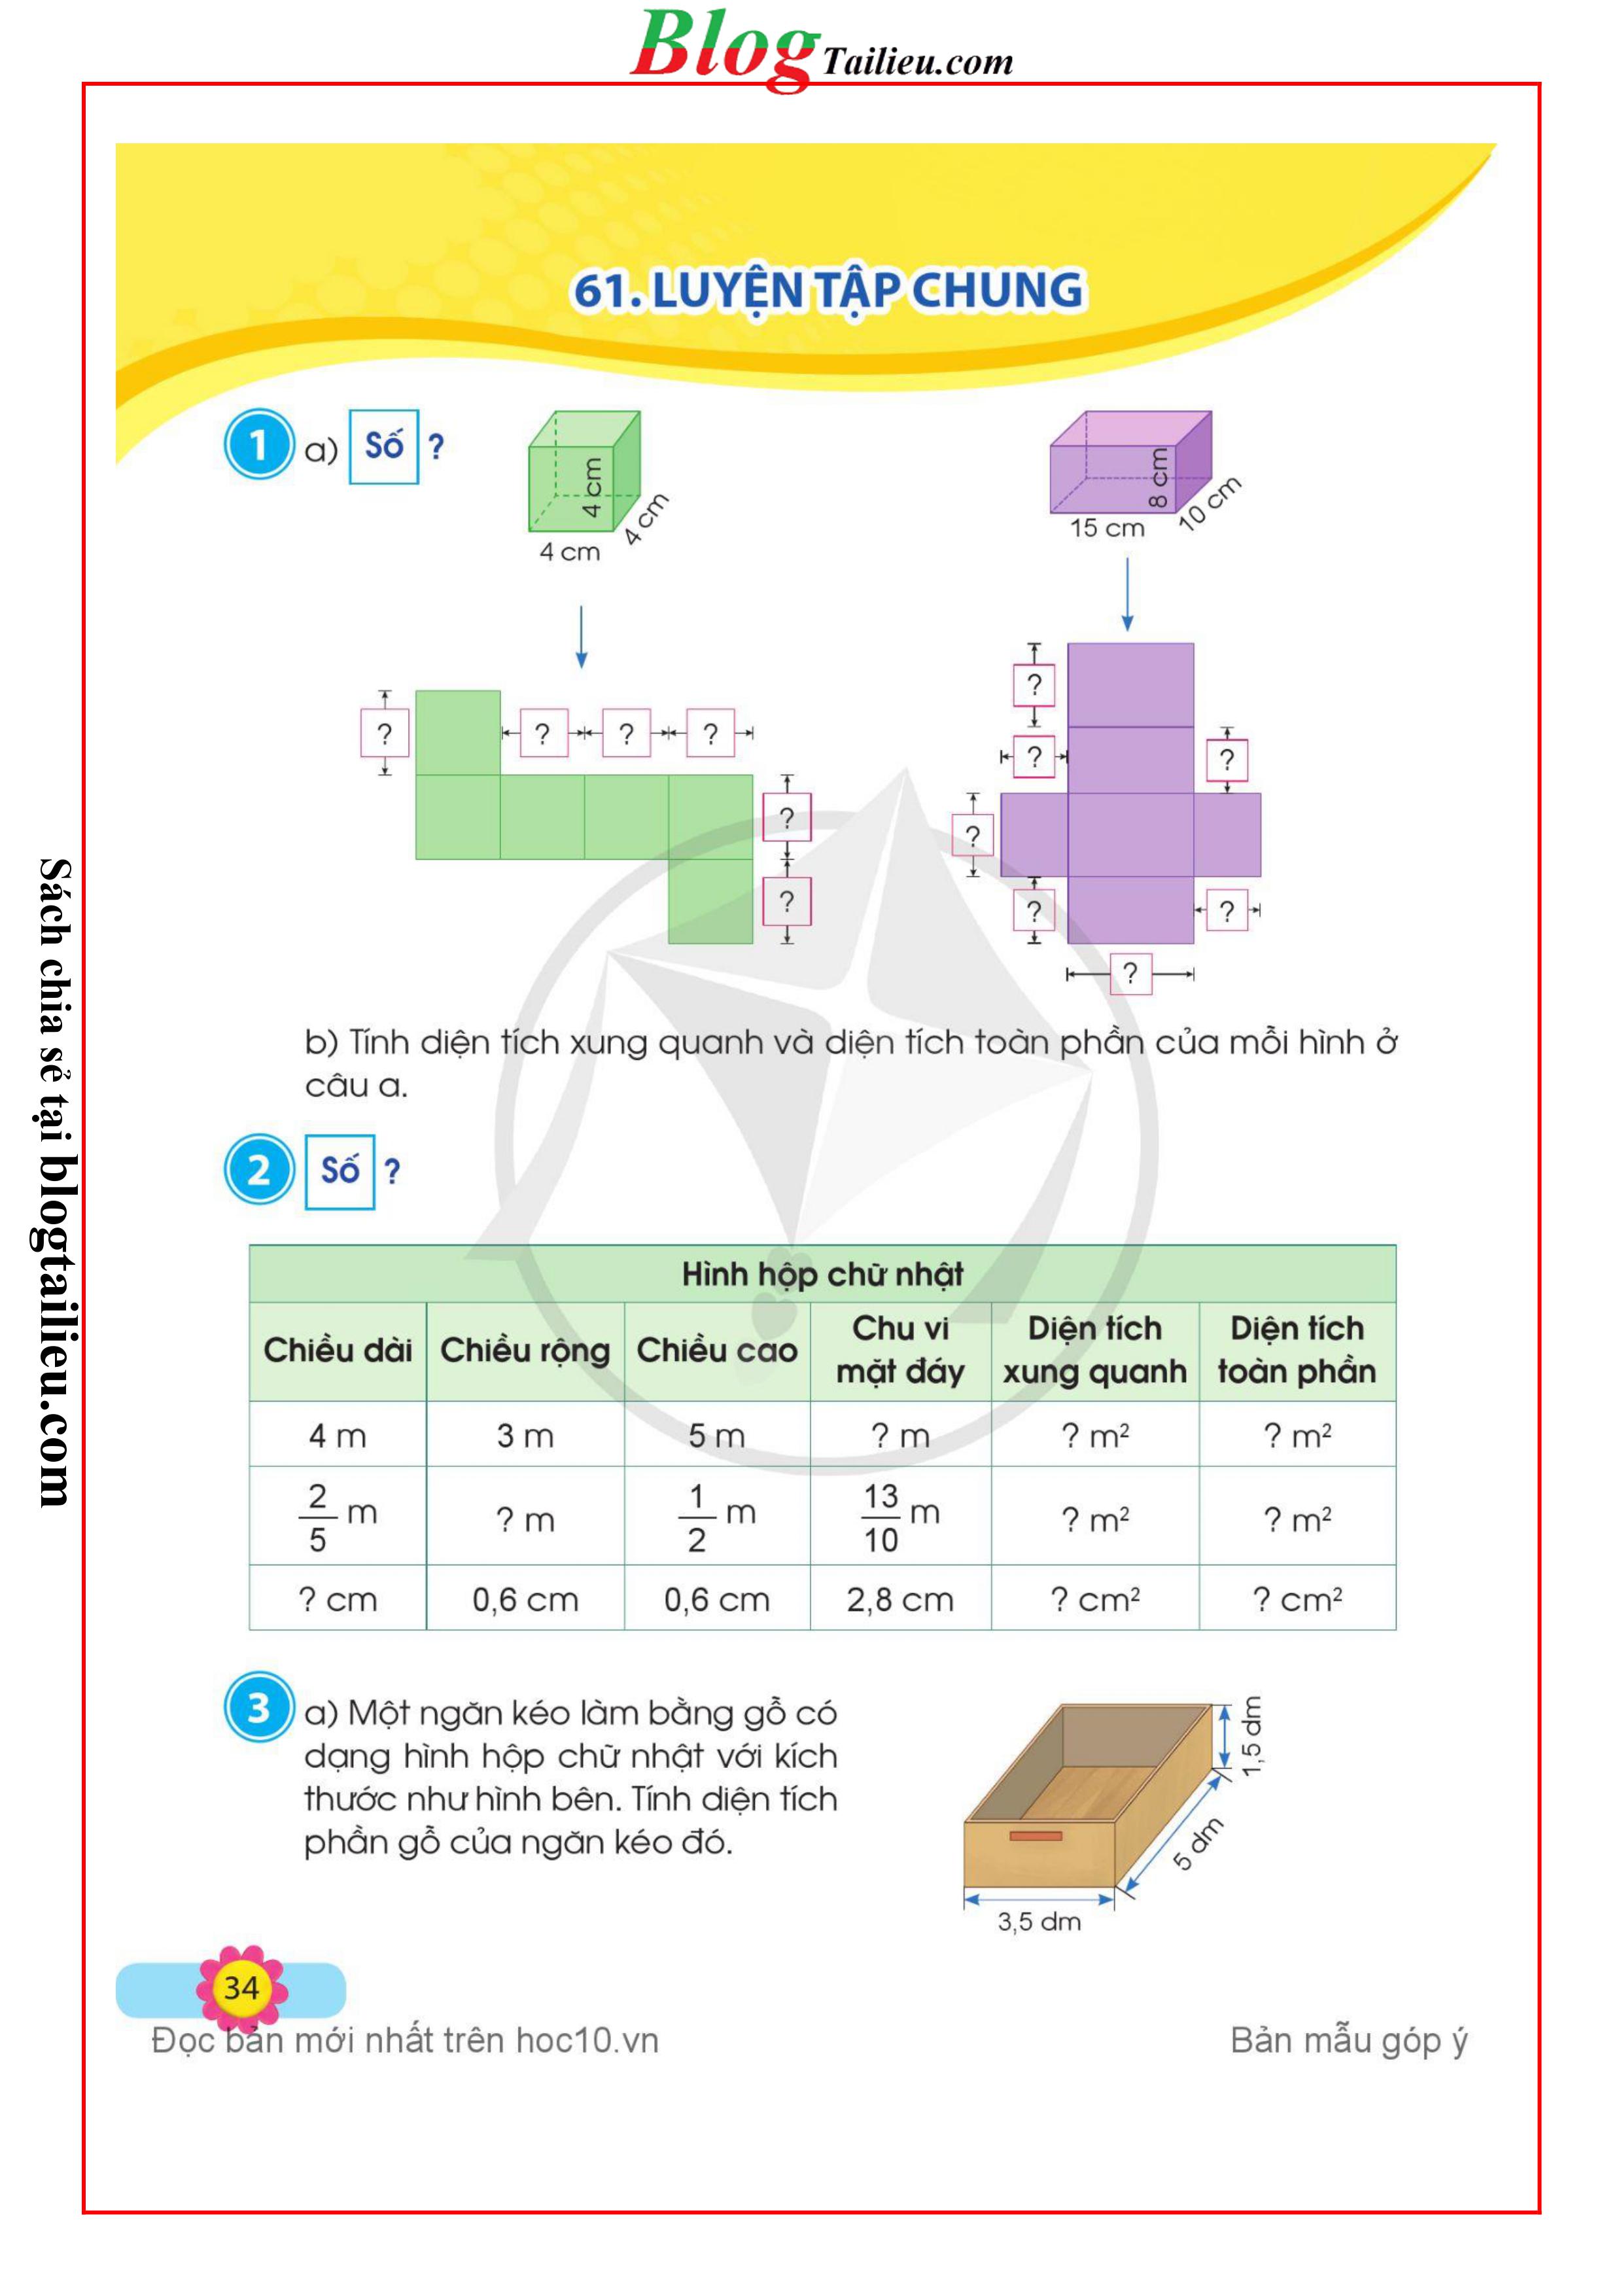 Blog Tailieu.com
61. LUYỆN TẬP CHUNG
1 a) Số ?
4 cm
4 cm
4 cm
8 cm
10 cm
15 cm
?
? ? ?
?
?
?
?
?
?
?
?
?
b) Tính diện tích xung quanh và diện tích toàn phần của mỗi hình ở
câu a.
2 Số ?
Hình hộp chữ nhật
Chiều dài Chiều rộng Chiều cao Chu vi mặt đáy Diện tích xung quanh Diện tích toàn phần
4 m 3 m 5 m ? m ? m² ? m²
2/5 m ? m 1/2 m 13/10 m ? m² ? m²
? cm 0,6 cm 0,6 cm 2,8 cm ? cm² ? cm²
3 a) Một ngăn kéo làm bằng gỗ có
dạng hình hộp chữ nhật với kích
thước như hình bên. Tính diện tích
phần gỗ của ngăn kéo đó.
1,5 dm
5 dm
3,5 dm
34
Đọc bản mới nhất trên hoc10.vn
Bản mẫu góp ý
Sách chia sẻ tại blogtailieu.com